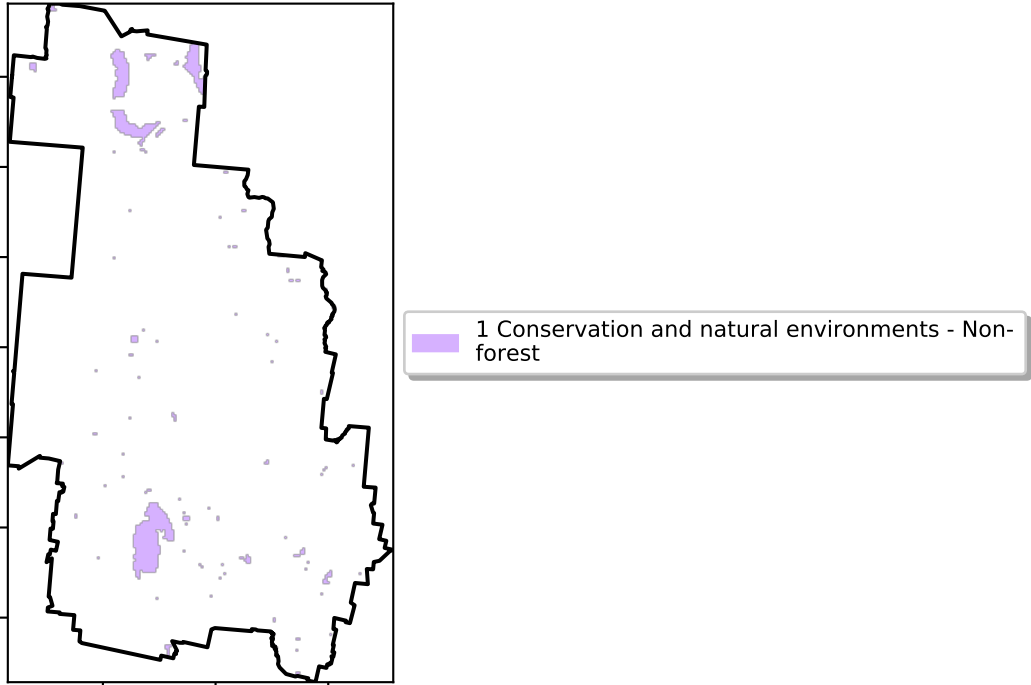 1 Conservation and natural environments - Non-
forest